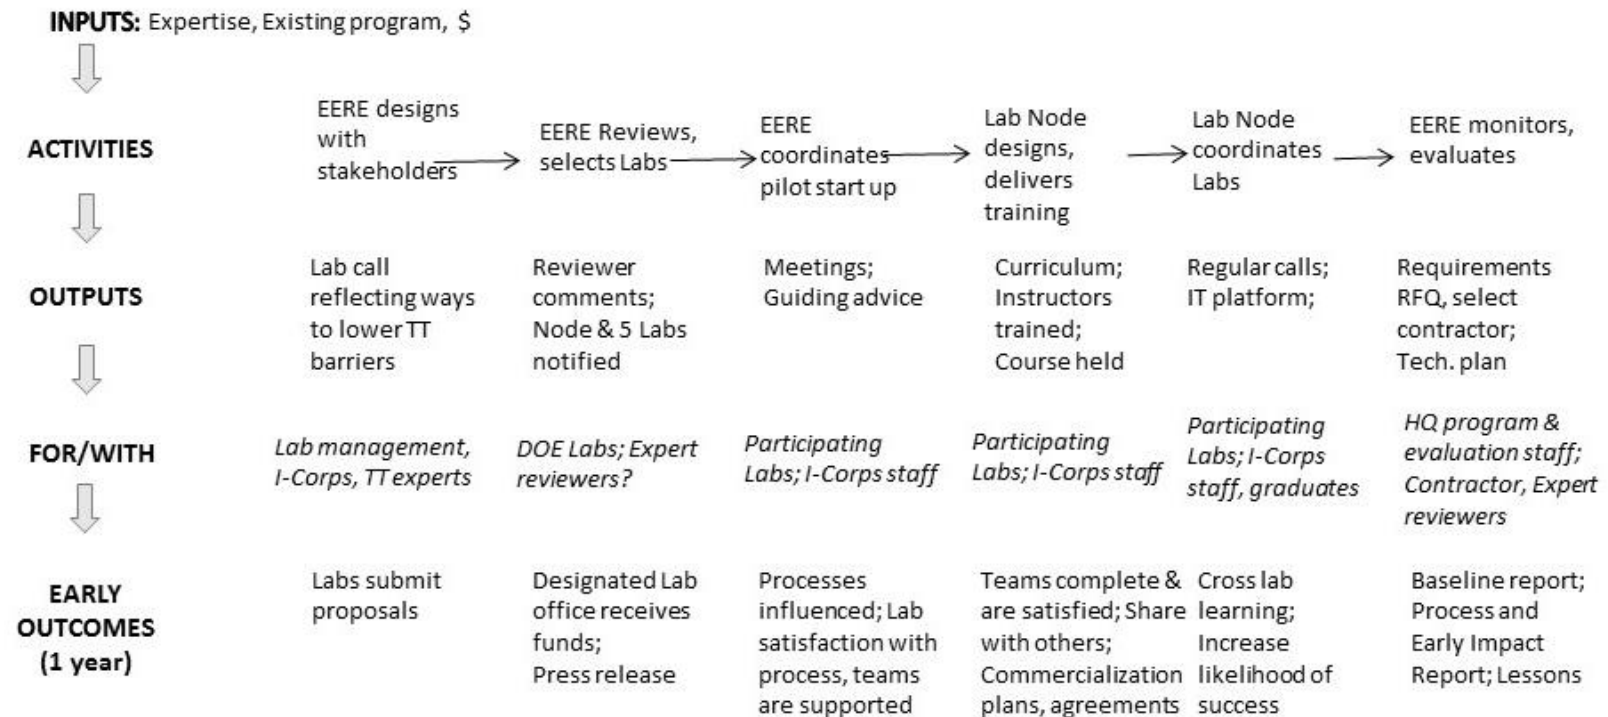 INPUTS: Expertise, Existing program, $
ACTIVITIES
EERE designs
with
stakeholders
EERE Reviews,
selects Labs
EERE
coordinates
pilot start up
Lab Node
designs,
delivers
training
Lab Node
coordinates
Labs
EERE monitors,
evaluates
OUTPUTS
Lab call
reflecting ways
to lower TT
barriers
Reviewer
comments;
Node & 5 Labs
notified
Meetings;
Guiding advice
Curriculum;
Instructors
trained;
Course held
Regular calls;
IT platform;
Requirements
RFQ, select
contractor;
Tech. plan
FOR/WITH
Lab management,
I-Corps, TT experts
DOE Labs; Expert
reviewers?
Participating
Labs; I-Corps staff
Participating
Labs; I-Corps staff
Participating
Labs; I-Corps
staff, graduates
HQ program &
evaluation staff;
Contractor, Expert
reviewers
EARLY
OUTCOMES
(1 year)
Labs submit
proposals
Designated Lab
office receives
funds;
Press release
Processes
influenced; Lab
satisfaction with
process, teams
are supported
Teams complete &
are satisfied; Share
with others;
Commercialization
plans, agreements
Cross lab
learning;
Increase
likelihood of
success
Baseline report;
Process and
Early Impact
Report; Lessons